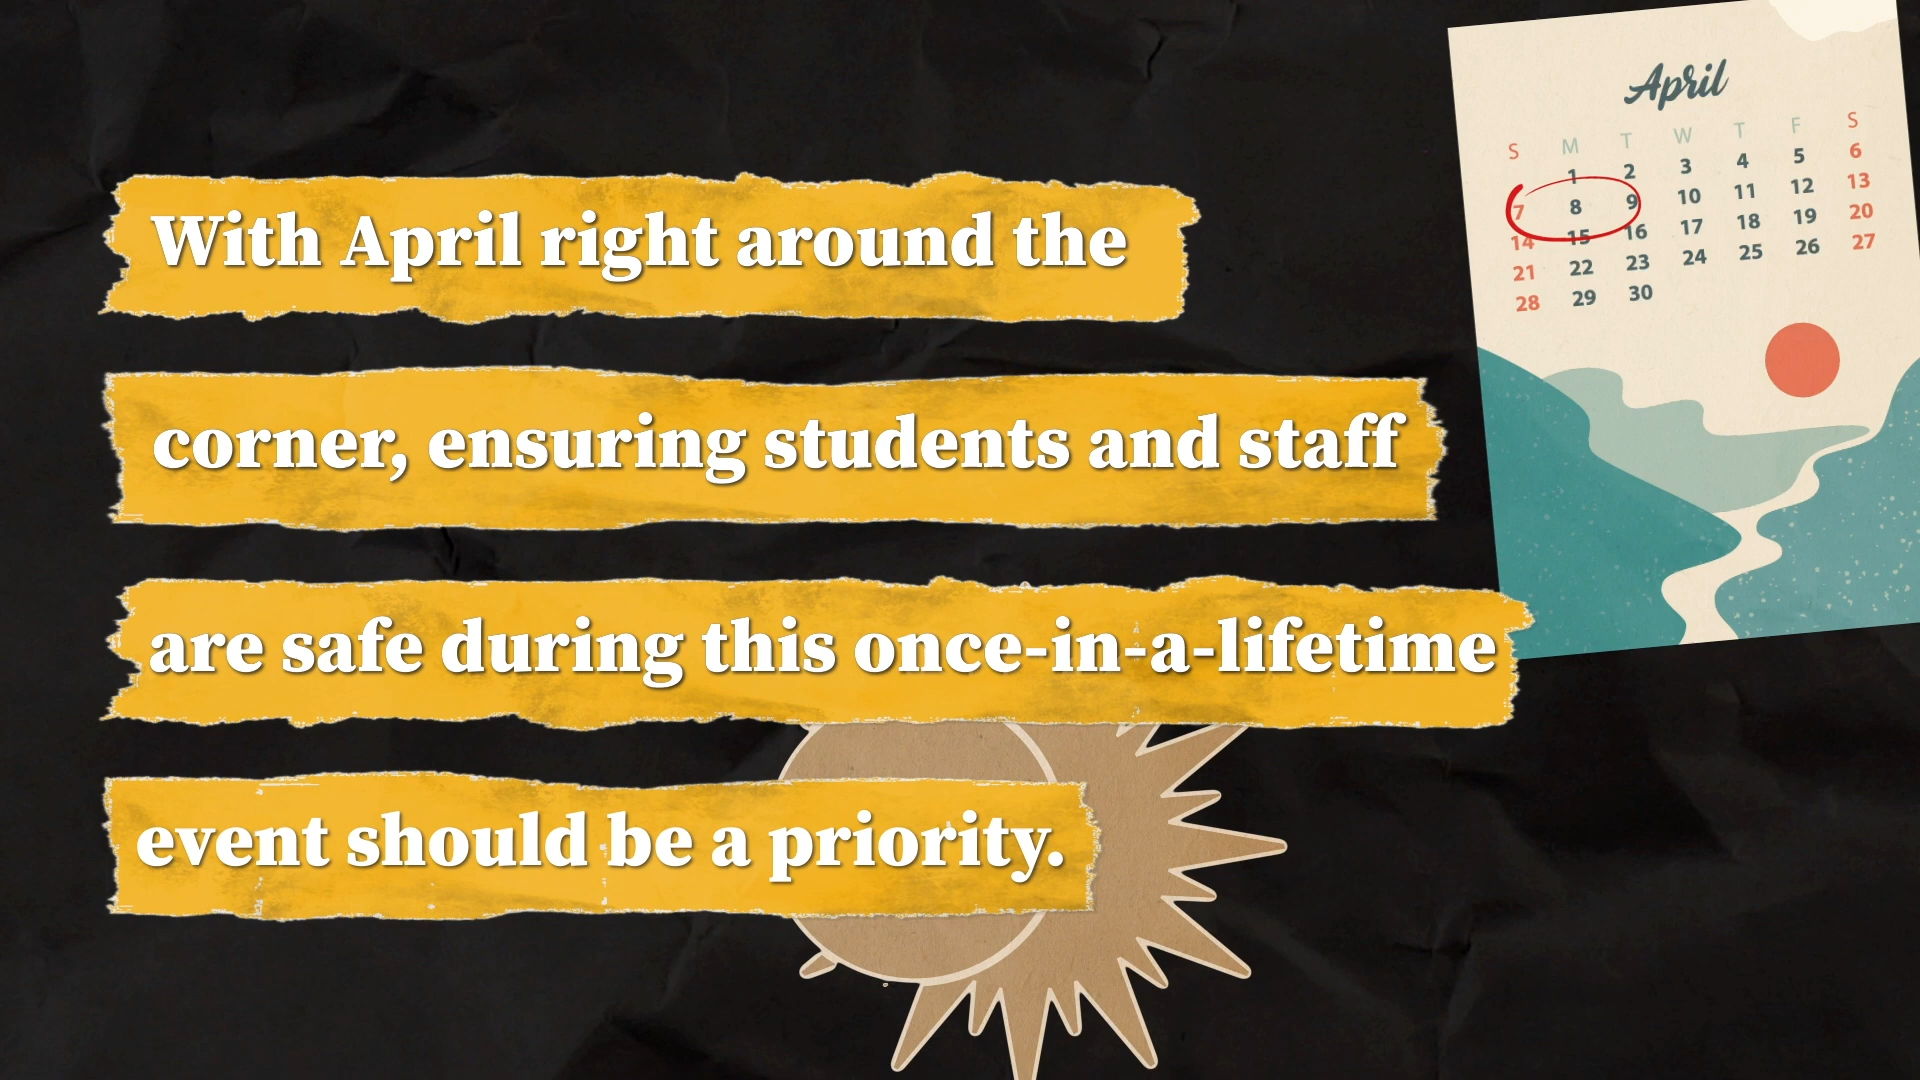 With April right around the
corner, ensuring students and staff
are safe during this once-in-a-lifetime
event should be a priority.
April
S M T W T F S
1 2 3 4 5 6
7 8 9 10 11 12 13
14 15 16 17 18 19 20
21 22 23 24 25 26 27
28 29 30